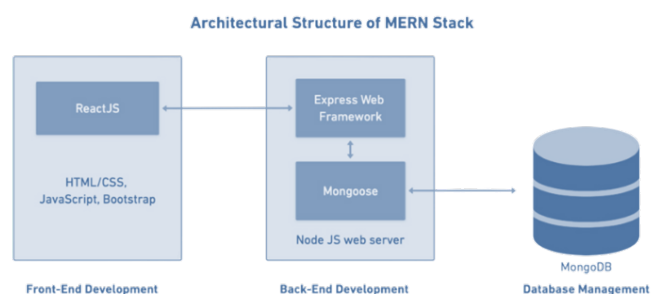 Architectural Structure of MERN Stack
ReactJS
HTML/CSS,
JavaScript, Bootstrap
Front-End Development
Express Web
Framework
Mongoose
Node JS web server
Back-End Development
MongoDB
Database Management